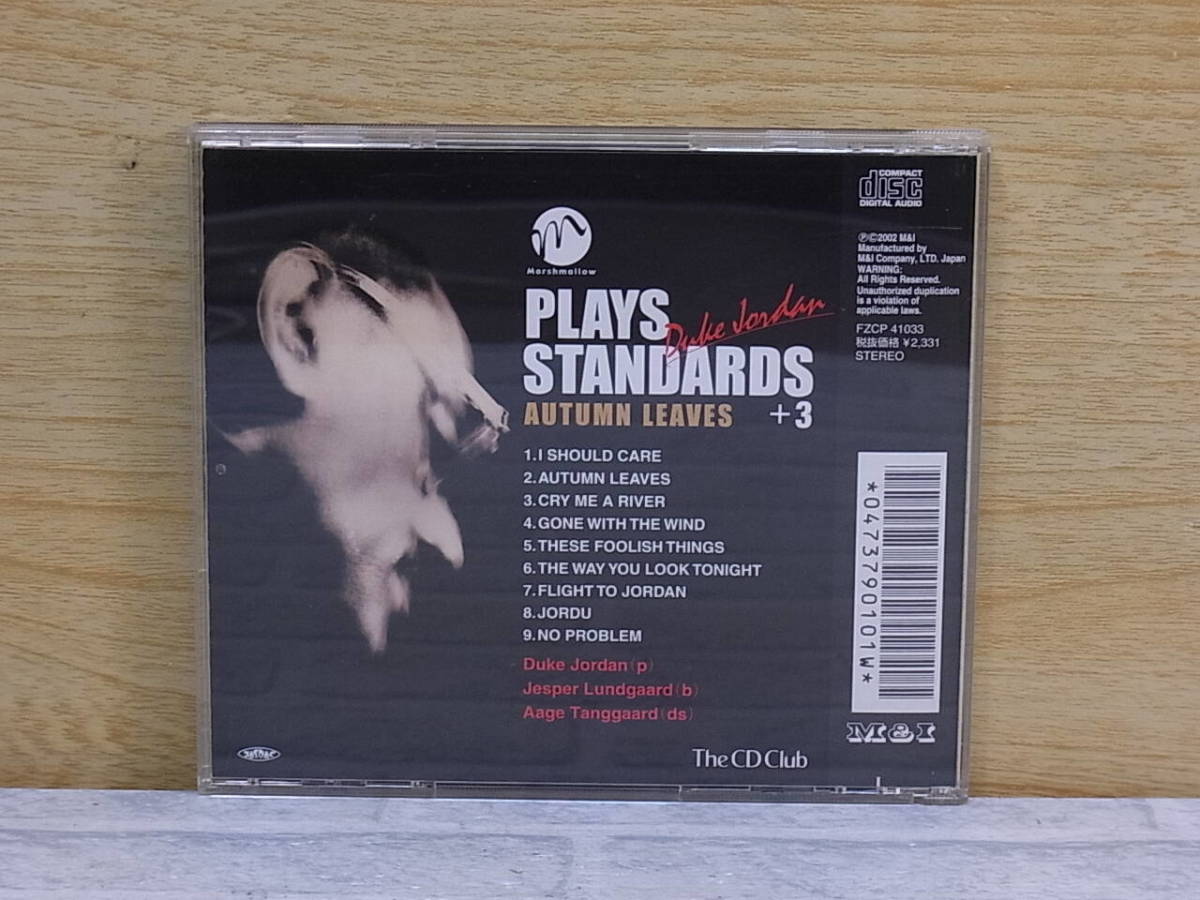 Marshmallow
PLAYS
Duke Jordan
STANDARDS
AUTUMN LEAVES +3
1.I SHOULD CARE
2.AUTUMN LEAVES
3.CRY ME A RIVER
4.GONE WITH THE WIND
5.THESE FOOLISH THINGS
6.THE WAY YOU LOOK TONIGHT
7.FLIGHT TO JORDAN
8.JORDU
9.NO PROBLEM
Duke Jordan(p)
Jesper Lundgaard(b)
Aage Tanggaard(ds)
The CD Club
COMPACT
disc
DIGITAL AUDIO
℗©2002 M&I
Manufactured by
M&I Company, LTD. Japan
WARNING:
All Rights Reserved.
Unauthorized duplication
is a violation of
applicable laws.
FZCP 41033
税抜価格 ¥2,331
STEREO
*0473790101W*
M&I
JASRAC